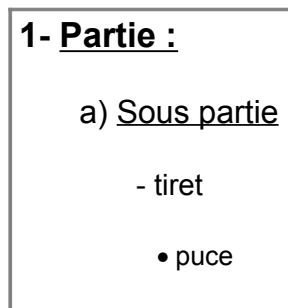 1- Partie :
a) Sous partie
- tiret
• puce